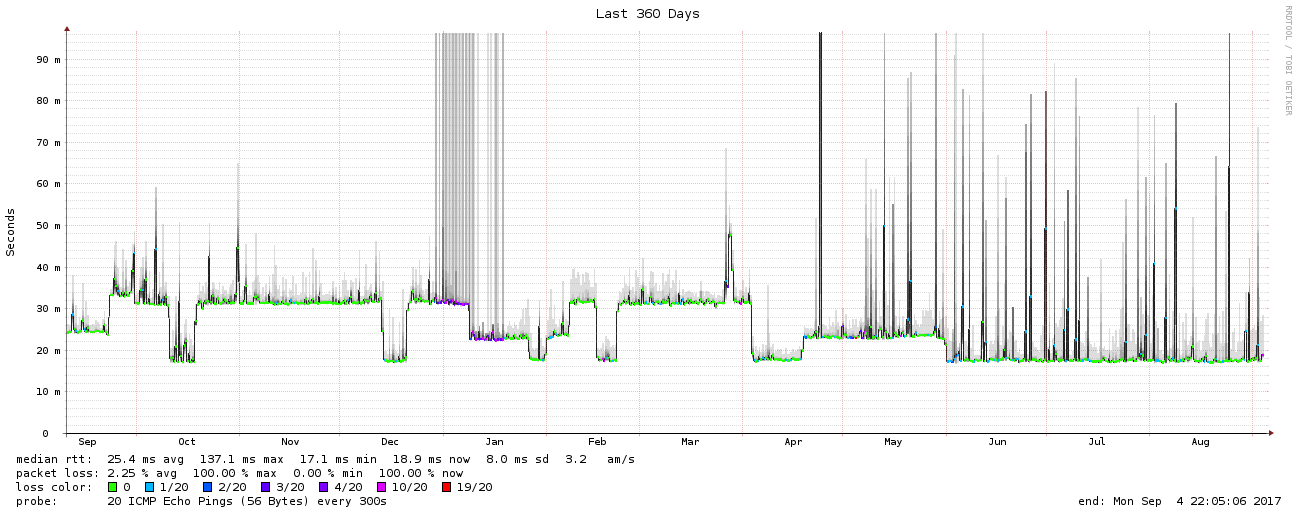 Last 360 Days
RRDTOOL / TOBI OETIKER
Seconds
90 m
80 m
70 m
60 m
50 m
40 m
30 m
20 m
10 m
0
Sep Oct Nov Dec Jan Feb Mar Apr May Jun Jul Aug
median rtt: 25.4 ms avg 137.1 ms max 17.1 ms min 18.9 ms now 8.0 ms sd 3.2 am/s
packet loss: 2.25 % avg 100.00 % max 0.00 % min 100.00 % now
loss color: 0 1/20 2/20 3/20 4/20 10/20 19/20
probe: 20 ICMP Echo Pings (56 Bytes) every 300s end: Mon Sep 4 22:05:06 2017